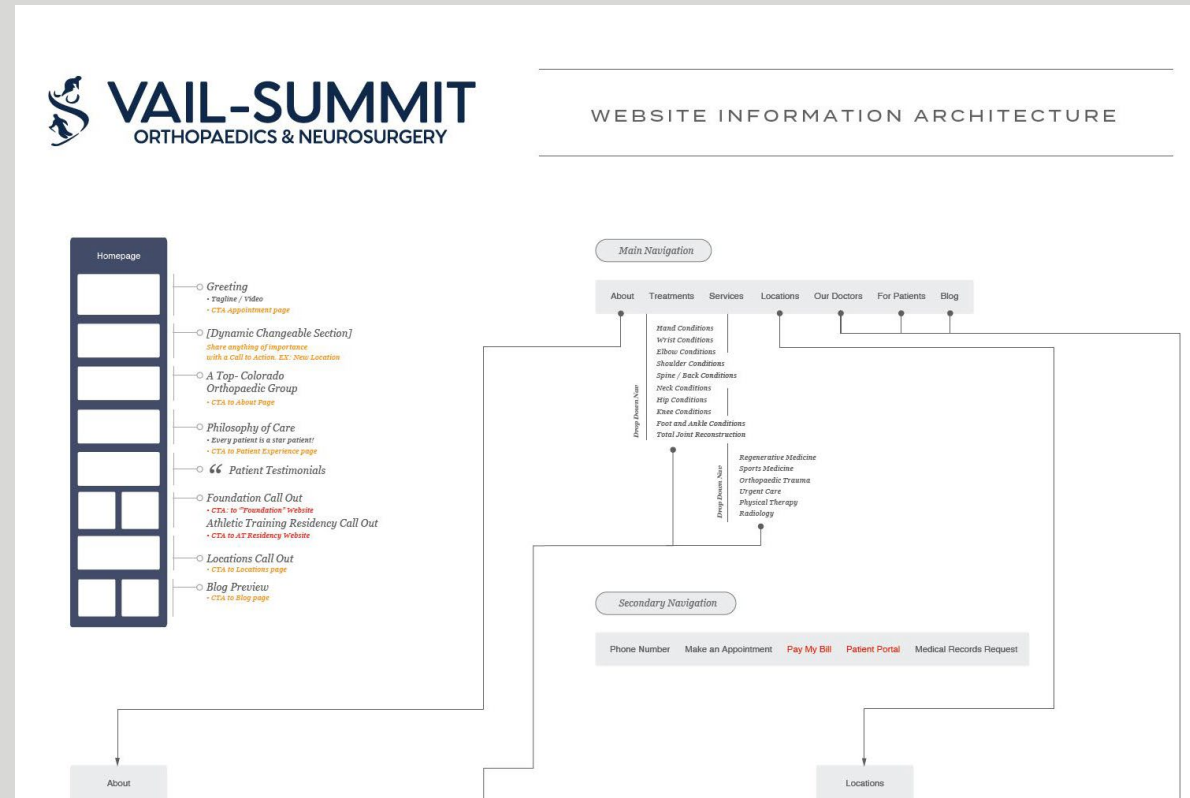 VAIL-SUMMIT
ORTHOPAEDICS & NEUROSURGERY
WEBSITE INFORMATION ARCHITECTURE
Homepage
Greeting
• Tagline / Video
• CTA Appointment page
[Dynamic Changeable Section]
Share anything of importance
with a Call to Action. EX: New Location
A Top- Colorado
Orthopaedic Group
• CTA to About Page
Philosophy of Care
• Every patient is a star patient!
• CTA to Patient Experience page
“ Patient Testimonials
Foundation Call Out
• CTA: to "Foundation" Website
Athletic Training Residency Call Out
• CTA to AT Residency Website
Locations Call Out
• CTA to Locations page
Blog Preview
• CTA to Blog page
Main Navigation
About Treatments Services Locations Our Doctors For Patients Blog
Drop Down Nav
Hand Conditions
Wrist Conditions
Elbow Conditions
Shoulder Conditions
Spine / Back Conditions
Neck Conditions
Hip Conditions
Knee Conditions
Foot and Ankle Conditions
Total Joint Reconstruction
Drop Down Nav
Regenerative Medicine
Sports Medicine
Orthopaedic Trauma
Urgent Care
Physical Therapy
Radiology
Secondary Navigation
Phone Number Make an Appointment Pay My Bill Patient Portal Medical Records Request
About
Locations